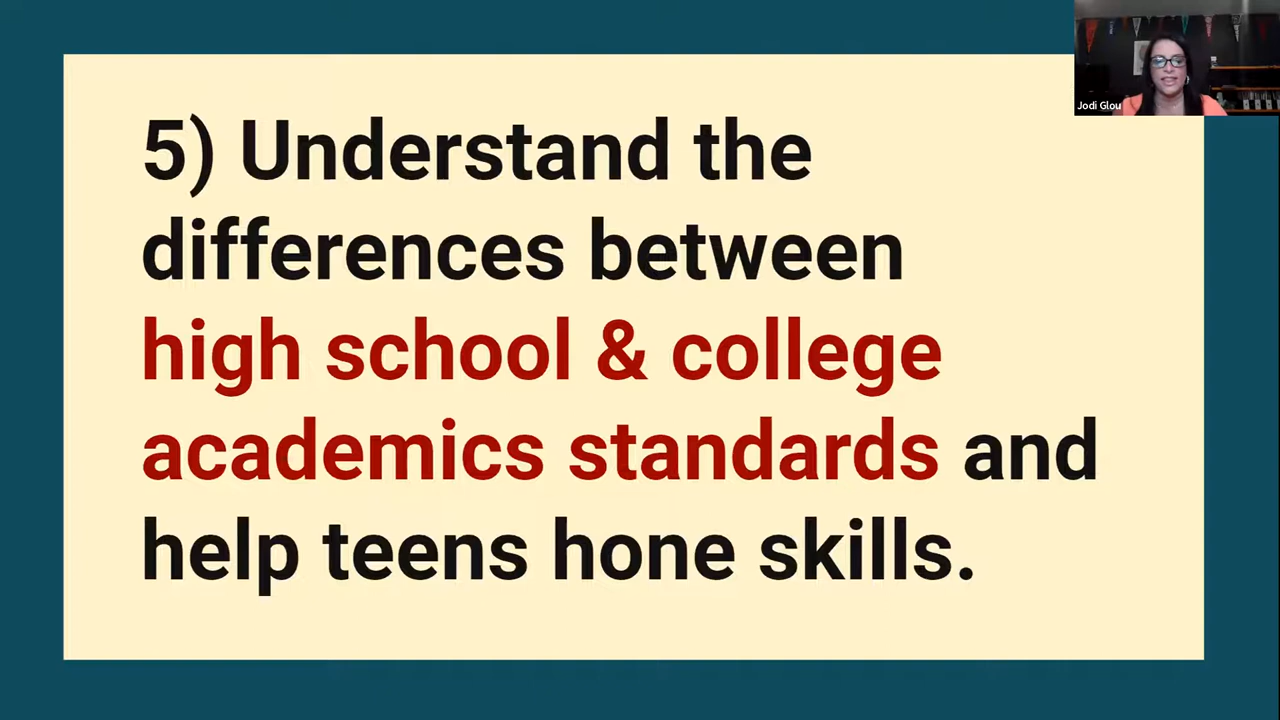 5) Understand the
differences between
high school & college
academics standards and
help teens hone skills.
Jodi Glou